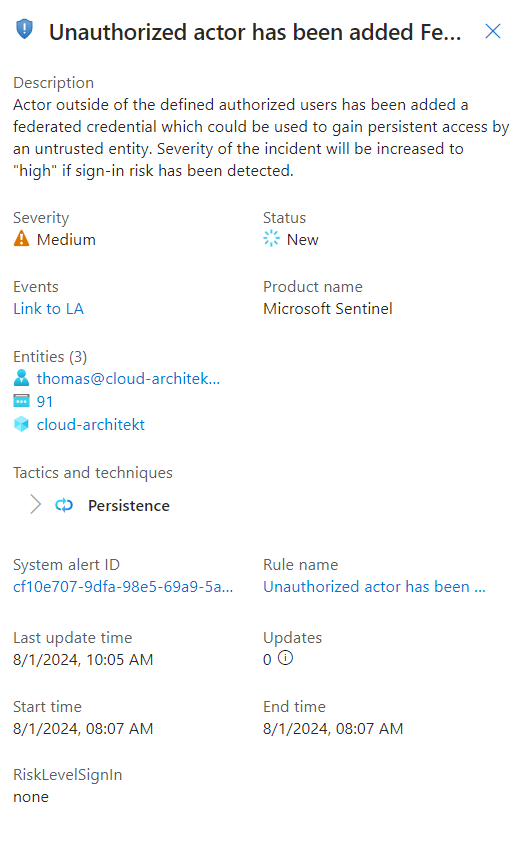 Unauthorized actor has been added Fe...
Description
Actor outside of the defined authorized users has been added a
federated credential which could be used to gain persistent access by
an untrusted entity. Severity of the incident will be increased to
"high" if sign-in risk has been detected.
Severity
Status
Medium
New
Events
Product name
Link to LA
Microsoft Sentinel
Entities (3)
thomas@cloud-architek...
91
cloud-architekt
Tactics and techniques
Persistence
System alert ID
Rule name
cf10e707-9dfa-98e5-69a9-5a...
Unauthorized actor has been ...
Last update time
Updates
8/1/2024, 10:05 AM
0
Start time
End time
8/1/2024, 08:07 AM
8/1/2024, 08:07 AM
RiskLevelSignIn
none